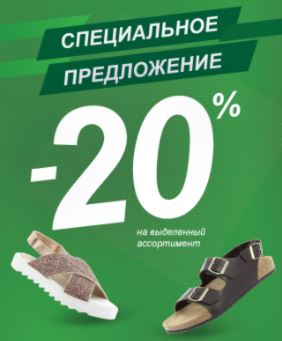 СПЕЦИАЛЬНОЕ
ПРЕДЛОЖЕНИЕ
-20%
на выделенный
ассортимент